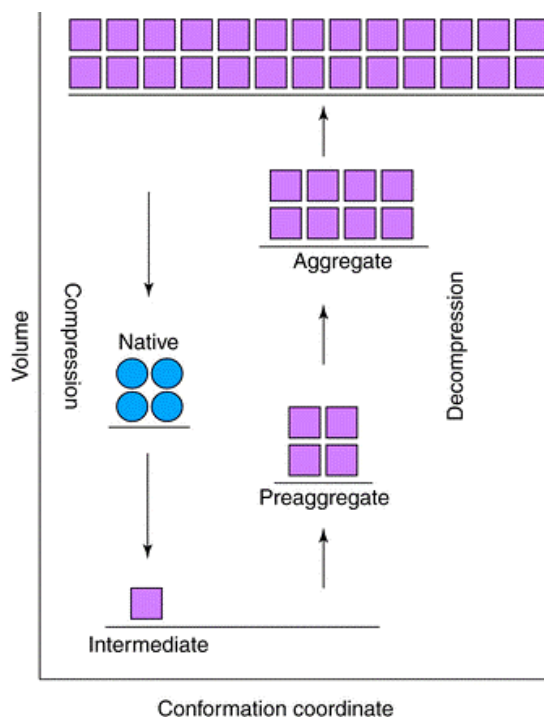 Aggregate
Compression
Native
Volume
Decompression
Preaggregate
Intermediate
Conformation coordinate